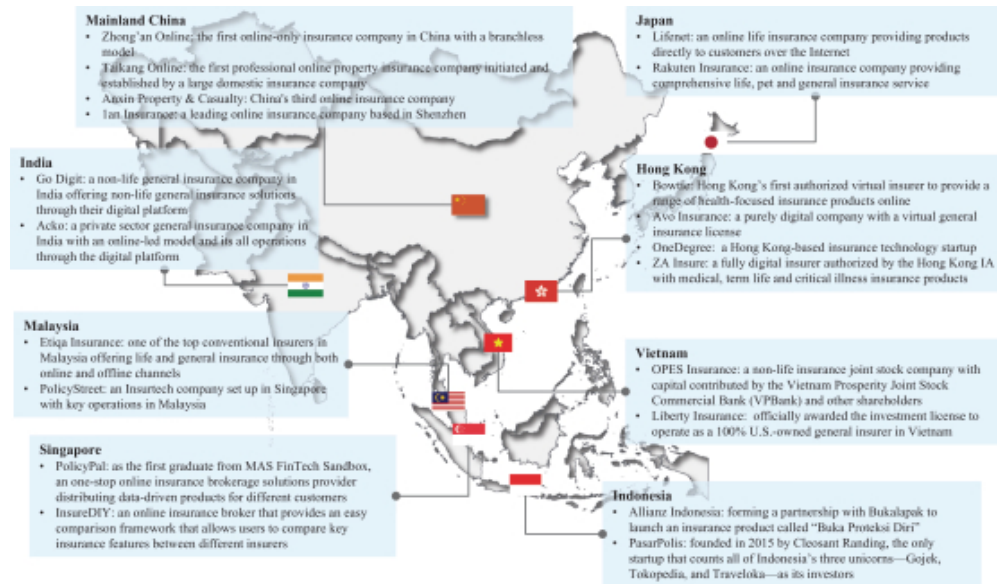 Mainland China
• Zhong'an Online: the first online-only insurance company in China with a branchless
model
• Taikang Online: the first professional online property insurance company initiated and
established by a large domestic insurance company
• Anxin Property & Casualty: China's third online insurance company
• 1an Insurance: a leading online insurance company based in Shenzhen
Japan
• Lifenet: an online life insurance company providing products
directly to customers over the Internet
• Rakuten Insurance: an online insurance company providing
comprehensive life, pet and general insurance service
India
• Go Digit: a non-life general insurance company in
India offering non-life general insurance solutions
through their digital platform
• Acko: a private sector general insurance company in
India with an online-led model and its all operations
through the digital platform
Hong Kong
• Bowtie: Hong Kong's first authorized virtual insurer to provide a
range of health-focused insurance products online
• Avo Insurance: a purely digital company with a virtual general
insurance license
• OneDegree: a Hong Kong-based insurance technology startup
• ZA Insure: a fully digital insurer authorized by the Hong Kong IA
with medical, term life and critical illness insurance products
Malaysia
• Etiqa Insurance: one of the top conventional insurers in
Malaysia offering life and general insurance through both
online and offline channels
• PolicyStreet: an Insurtech company set up in Singapore
with key operations in Malaysia
Vietnam
• OPES Insurance: a non-life insurance joint stock company with
capital contributed by the Vietnam Prosperity Joint Stock
Commercial Bank (VPBank) and other shareholders
• Liberty Insurance: officially awarded the investment license to
operate as a 100% U.S.-owned general insurer in Vietnam
Singapore
• PolicyPal: as the first graduate from MAS FinTech Sandbox,
an one-stop online insurance brokerage solutions provider
distributing data-driven products for different customers
• InsureDIY: an online insurance broker that provides an easy
comparison framework that allows users to compare key
insurance features between different insurers
Indonesia
• Allianz Indonesia: forming a partnership with Bukalapak to
launch an insurance product called "Buka Proteksi Diri"
• PasarPolis: founded in 2015 by Cleosant Randing, the only
startup that counts all of Indonesia's three unicorns—Gojek,
Tokopedia, and Traveloka—as its investors